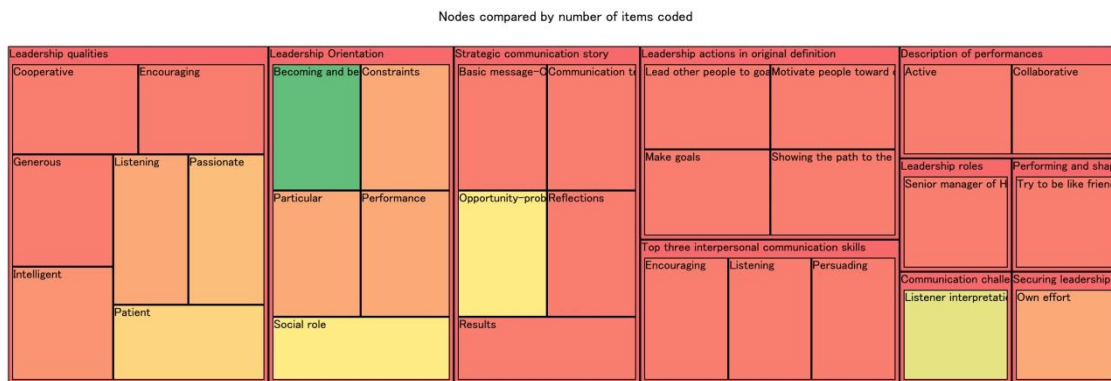 Nodes compared by number of items coded
Leadership qualities
Cooperative
Encouraging
Generous
Listening
Passionate
Intelligent
Patient
Leadership Orientation
Becoming and be
Constraints
Particular
Performance
Social role
Strategic communication story
Basic message-C
Communication t
Opportunity-prob
Reflections
Results
Leadership actions in original definition
Lead other people to goa
Motivate people toward
Make goals
Showing the path to the
Top three interpersonal communication skills
Encouraging
Listening
Persuading
Description of performances
Active
Collaborative
Leadership roles
Senior manager of H
Performing and shap
Try to be like frien
Communication challe
Listener interpretati
Securing leadership
Own effort